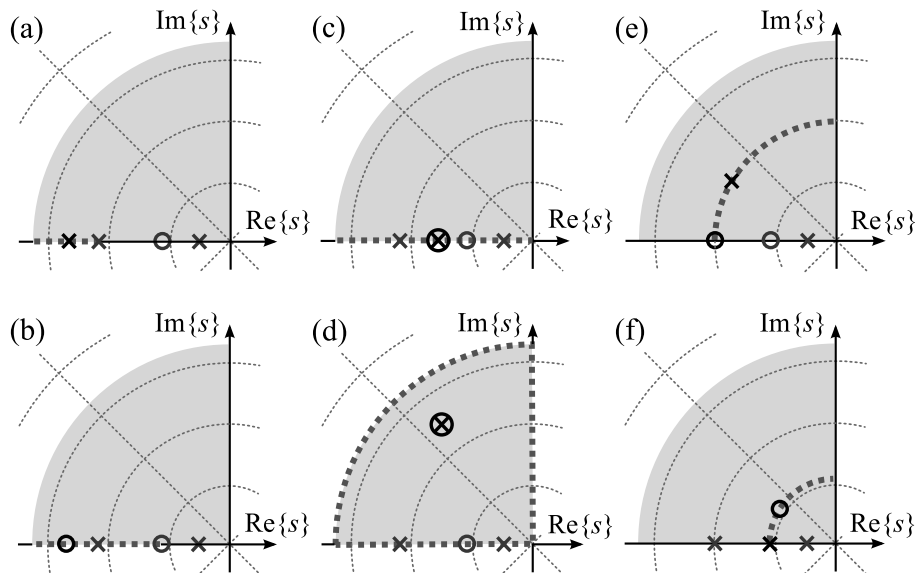 (a) Im{s} (c) Im{s} (e) Im{s}
Re{s} Re{s} Re{s}
(b) Im{s} (d) Im{s} (f) Im{s}
Re{s} Re{s} Re{s}